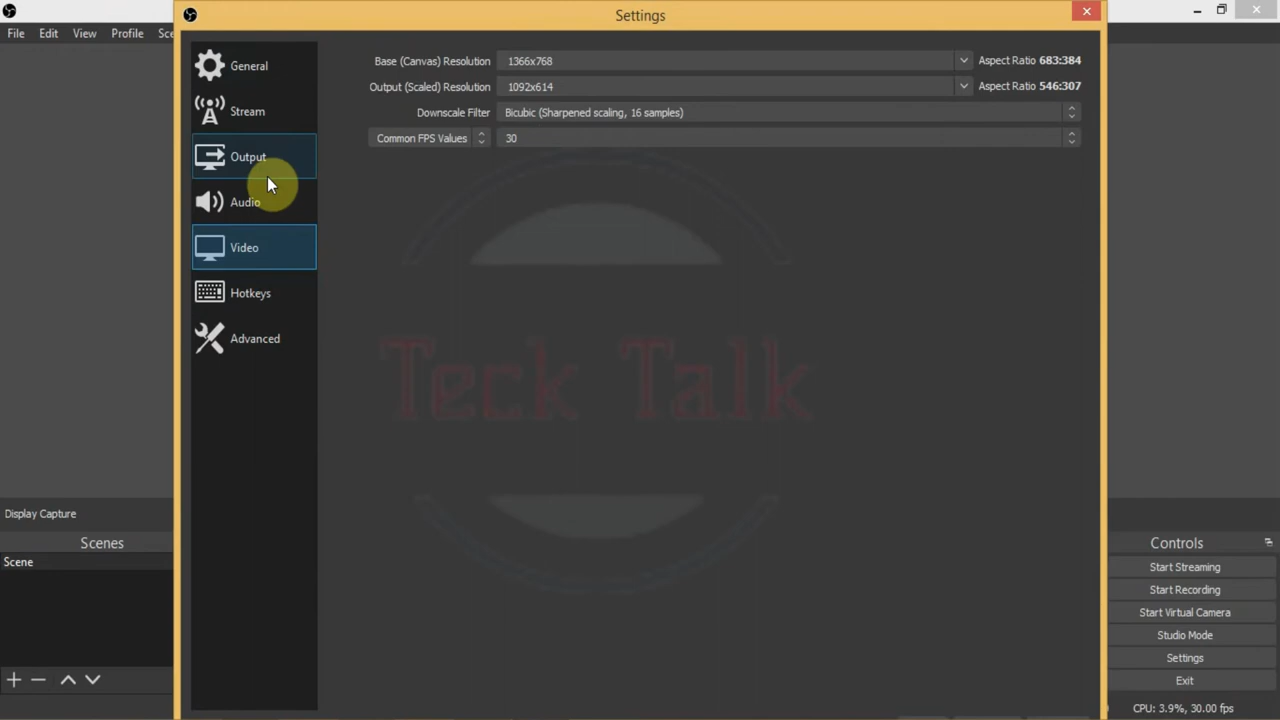 Settings
File Edit View Profile Sce
General
Stream
Output
Audio
Video
Hotkeys
Advanced
Base (Canvas) Resolution 1366x768 Aspect Ratio 683:384
Output (Scaled) Resolution 1092x614 Aspect Ratio 546:307
Downscale Filter Bicubic (Sharpened scaling, 16 samples)
Common FPS Values 30
Teck Talk
Display Capture
Scenes
Scene
Controls
Start Streaming
Start Recording
Start Virtual Camera
Studio Mode
Settings
Exit
CPU: 3.9%, 30.00 fps